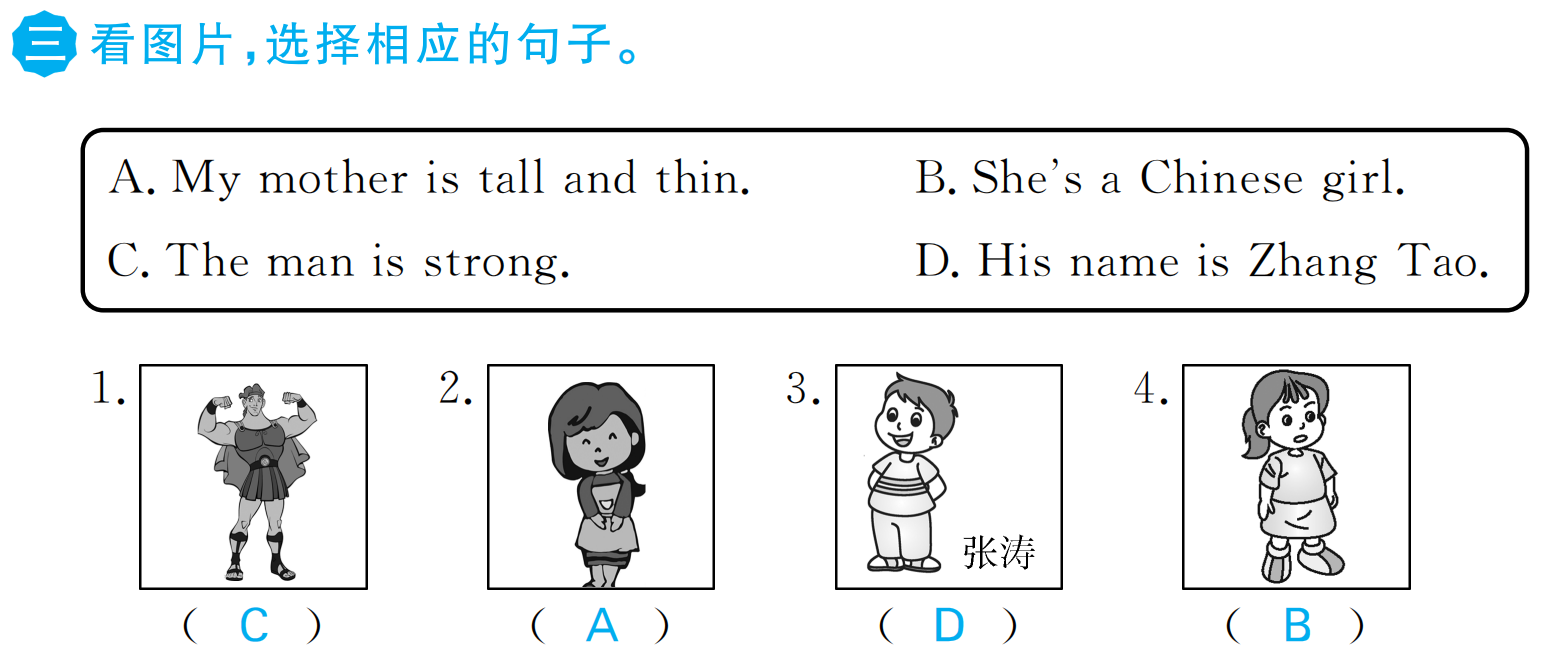 三 看图片,选择相应的句子。
A. My mother is tall and thin. B. She's a Chinese girl.
C. The man is strong. D. His name is Zhang Tao.
1. 2. 3. 4.
张涛
( C ) ( A ) ( D ) ( B )